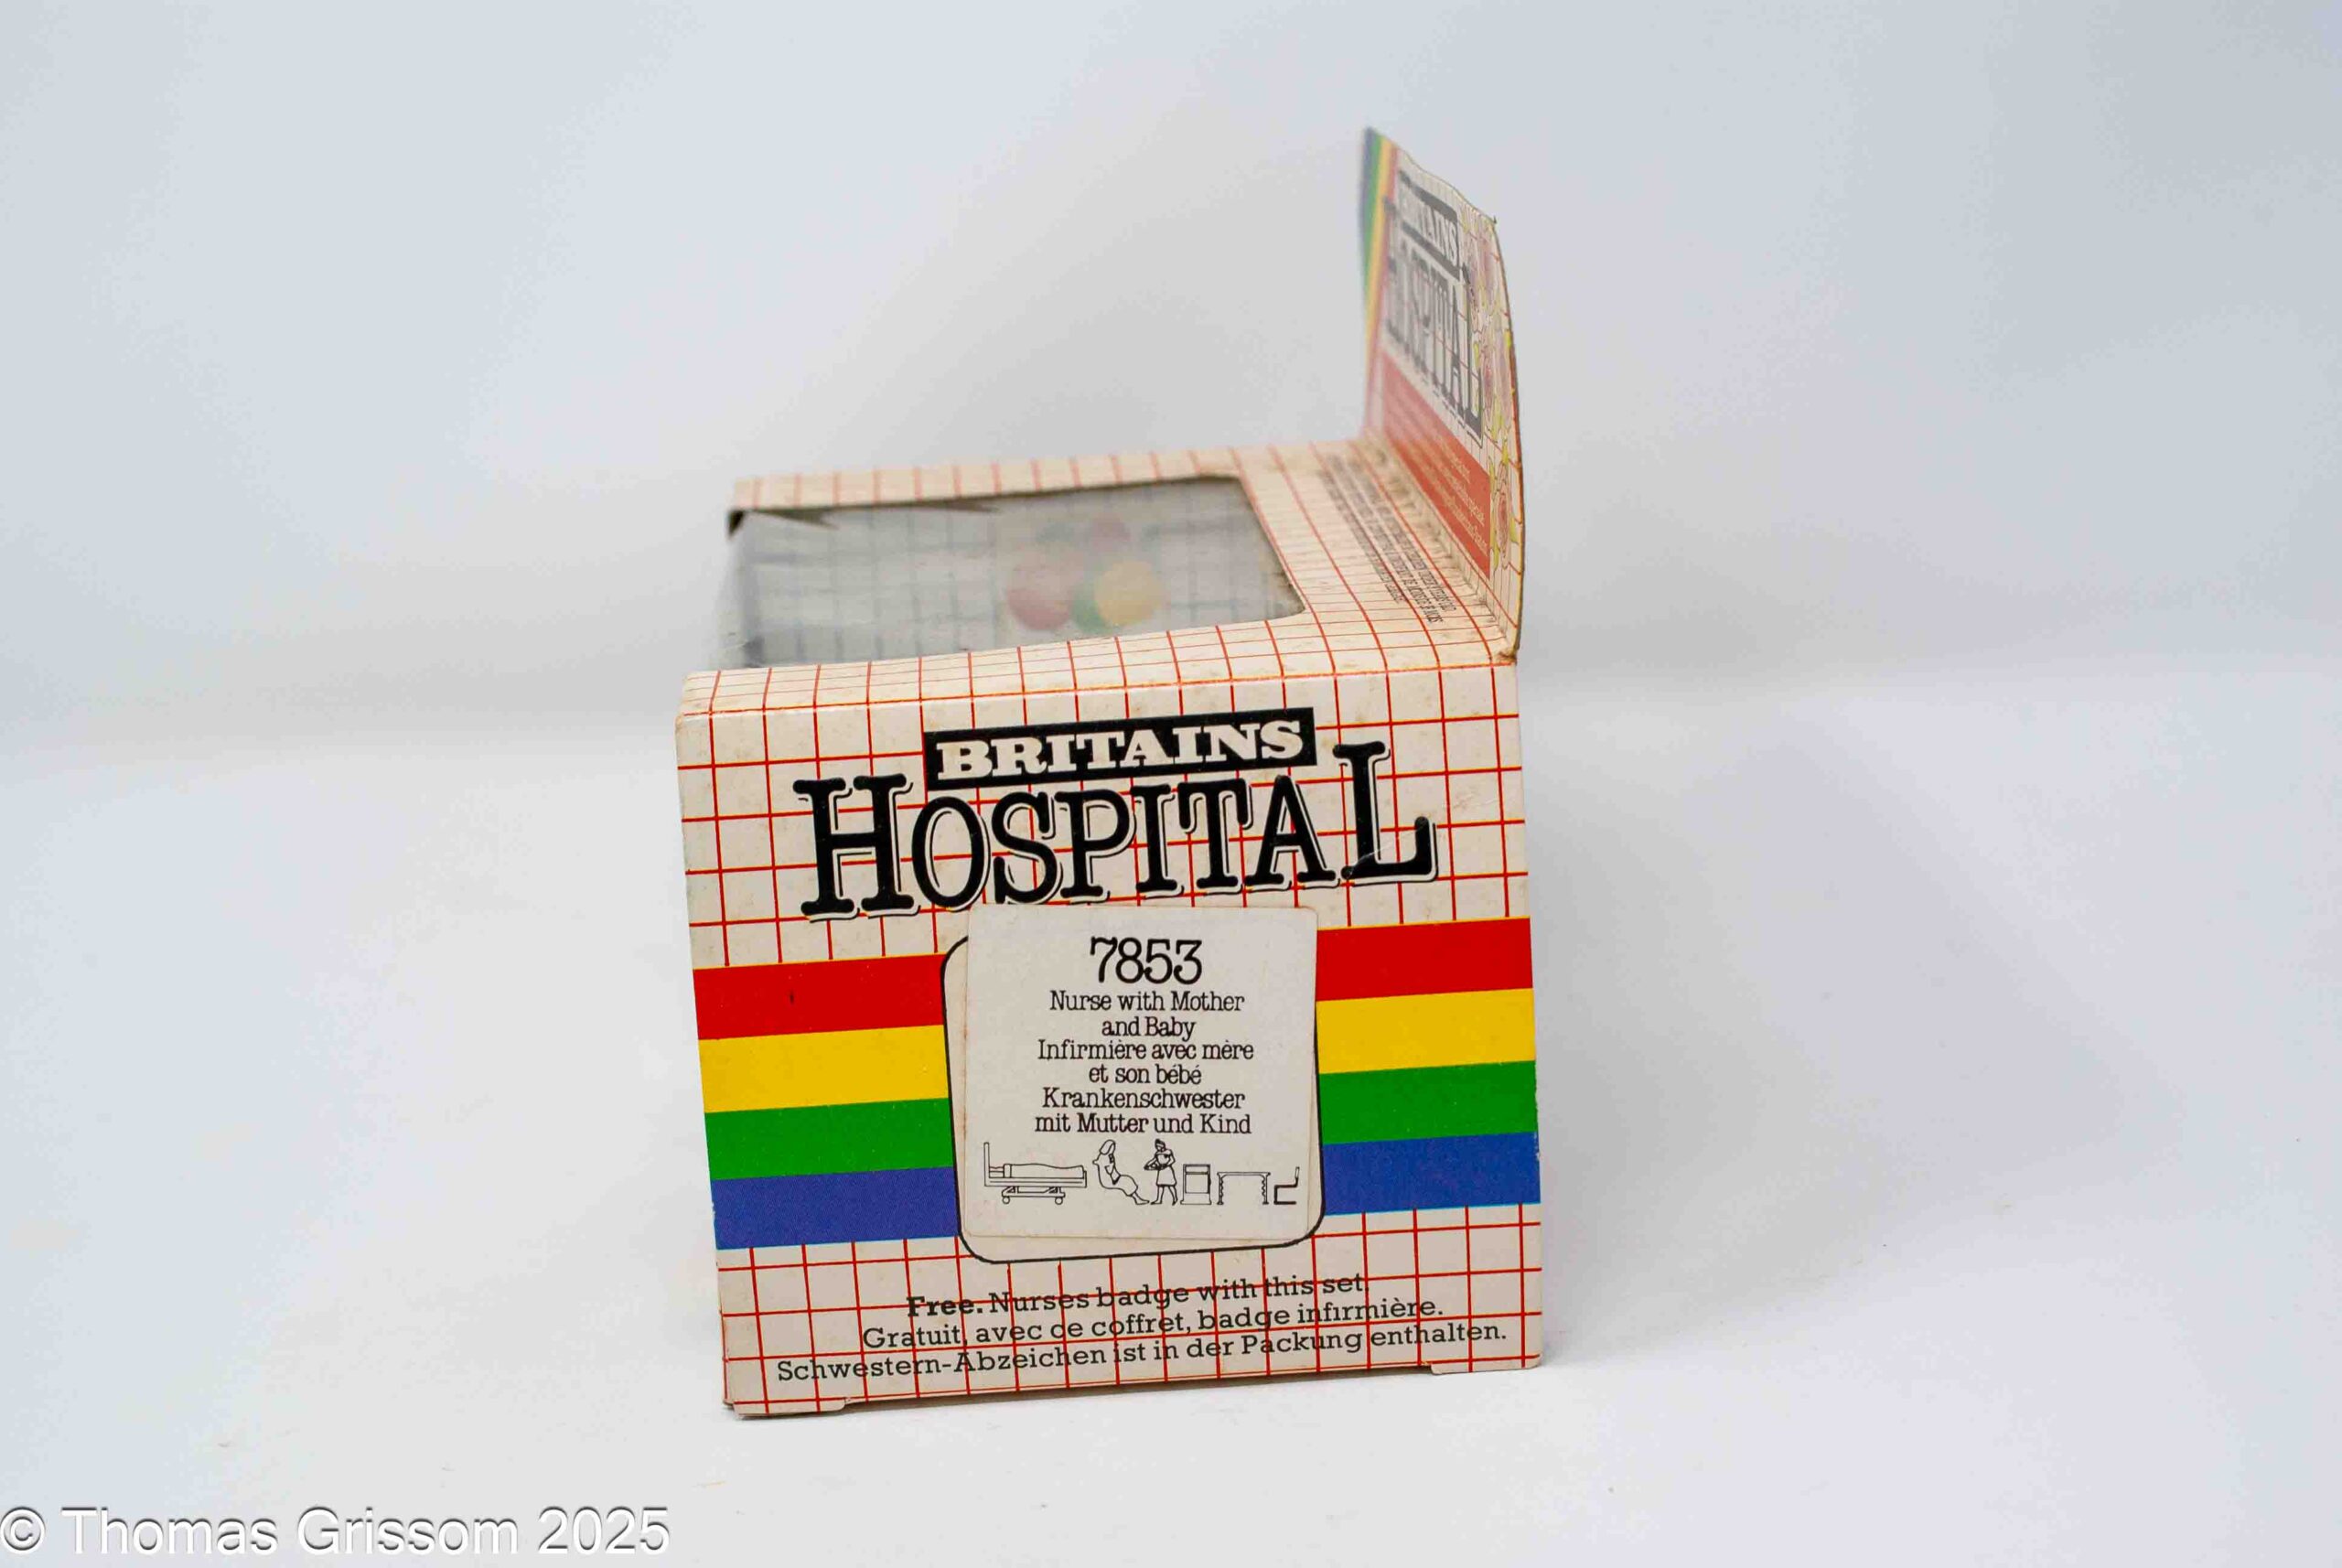 BRITAINS
HOSPITAL
BRITAINS
HOSPITAL
7853
Nurse with Mother
and Baby
Infirmière avec mère
et son bébé
Krankenschwester
mit Mutter und Kind
Free. Nurses badge with this set.
Gratuit, avec ce coffret, badge infirmière.
Schwestern-Abzeichen ist in der Packung enthalten.
© Thomas Grissom 2025